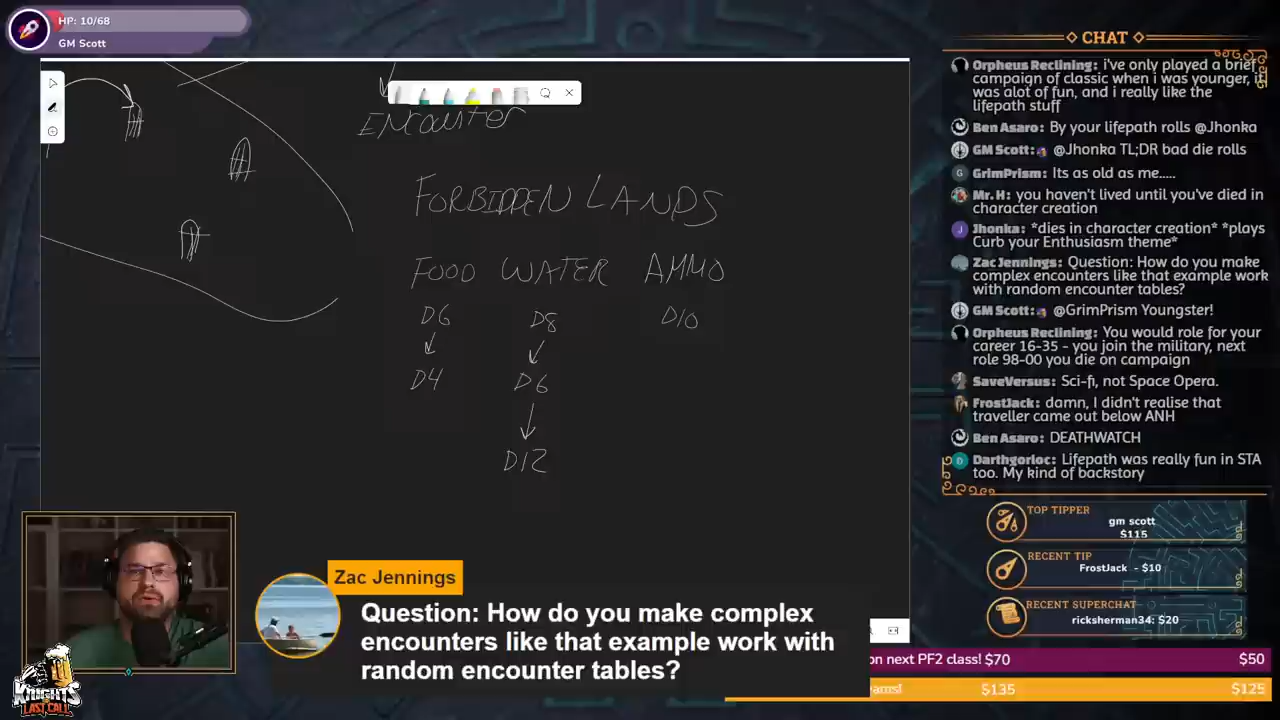 HP: 10/68
GM Scott
ENCOUNTER
FORBIDDEN LANDS
FOOD WATER AMMO
D6 D8 D10
D4 D6
D12
CHAT
Orpheus Reclining: i've only played a brief
campaign of classic when i was younger, it
was alot of fun, and i really like the
lifepath stuff
Ben Asaro: By your lifepath rolls @Jhonka
GM Scott: @Jhonka TL;DR bad die rolls
G GrimPrism: Its as old as me.....
Mr. H: you haven't lived until you've died in
character creation
J Jhonka: *dies in character creation* *plays
Curb your Enthusiasm theme*
Zac Jennings: Question: How do you make
complex encounters like that example work
with random encounter tables?
GM Scott: @GrimPrism Youngster!
Orpheus Reclining: You would role for your
career 16-35 - you join the military, next
role 98-00 you die on campaign
SaveVersus: Sci-fi, not Space Opera.
FrostJack: damn, I didn't realise that
traveller came out below ANH
Ben Asaro: DEATHWATCH
D Darthgorloc: Lifepath was really fun in STA
too. My kind of backstory
TOP TIPPER
gm scott
$115
RECENT TIP
FrostJack - $10
RECENT SUPERCHAT
ricksherman34: $20
Zac Jennings
Question: How do you make complex
encounters like that example work with
random encounter tables?
on next PF2 class! $70 $50
$135 $125
KNIGHTS
LAST CALL